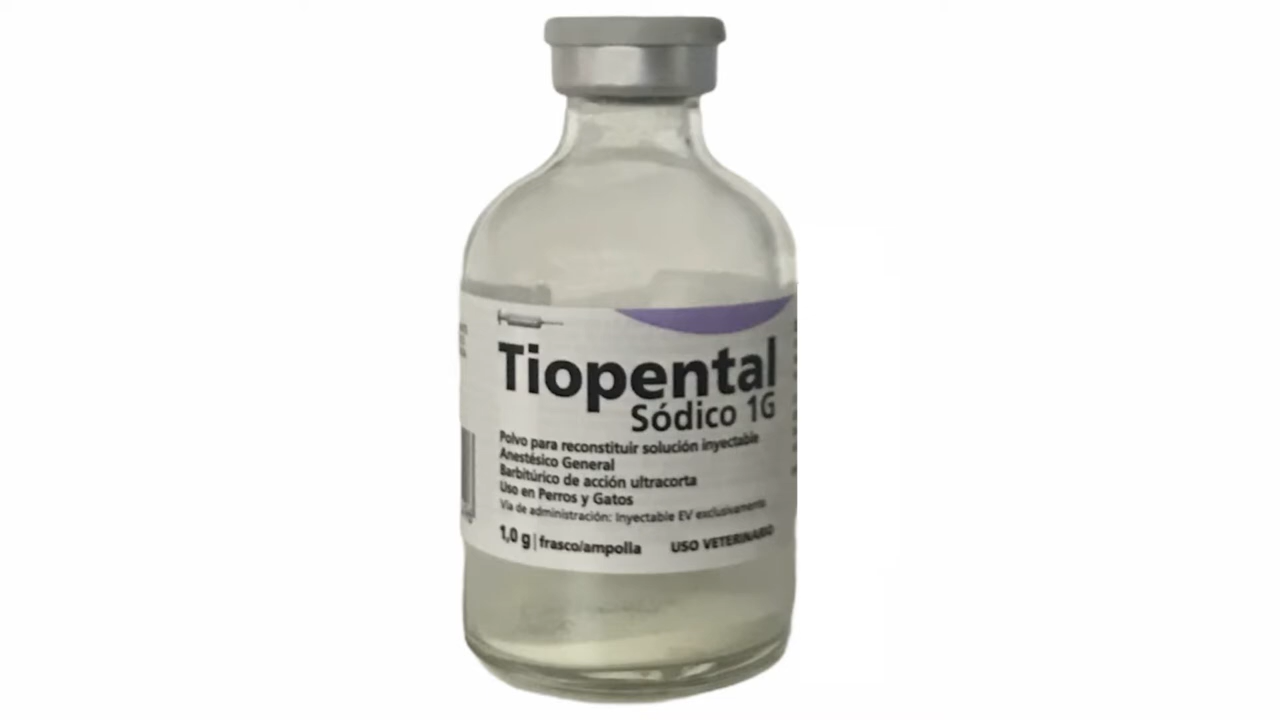 Tiopental
Sódico 1G
Polvo para reconstituir solución inyectable
Anestésico General
Barbitúrico de acción ultracorta
Uso en Perros y Gatos
Vía de administración: Inyectable EV exclusivamente
1,0 g | frasco/ampolla USO VETERINARIO